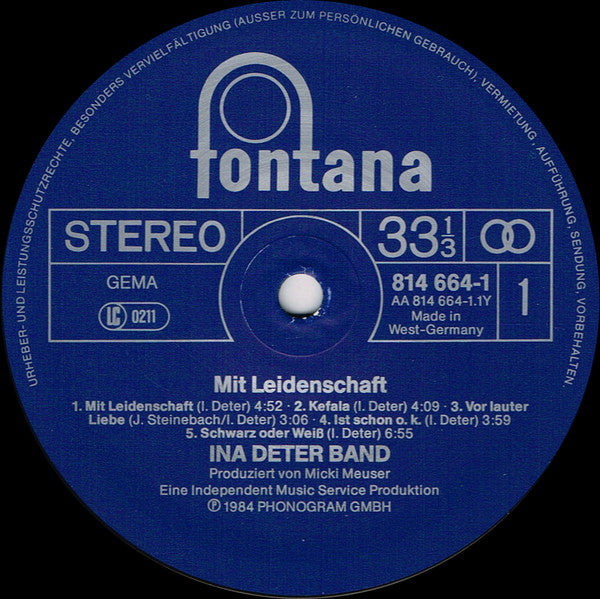 URHEBER- UND LEISTUNGSSCHUTZRECHTE, BESONDERS VERVIELFÄLTIGUNG (AUSSER ZUM PERSÖNLICHEN GEBRAUCH), VERMIETUNG, AUFFÜHRUNG, SENDUNG, VORBEHALTEN.
fontana
STEREO
33 1/3
GEMA
LC 0211
814 664-1
AA 814 664-1.1Y
Made in
West-Germany
1
Mit Leidenschaft
1. Mit Leidenschaft (I. Deter) 4:52 · 2. Kefala (I. Deter) 4:09 · 3. Vor lauter
Liebe (J. Steinebach/I. Deter) 3:06 · 4. Ist schon o. k. (I. Deter) 3:59
5. Schwarz oder Weiß (I. Deter) 6:55
INA DETER BAND
Produziert von Micki Meuser
Eine Independent Music Service Produktion
℗ 1984 PHONOGRAM GMBH